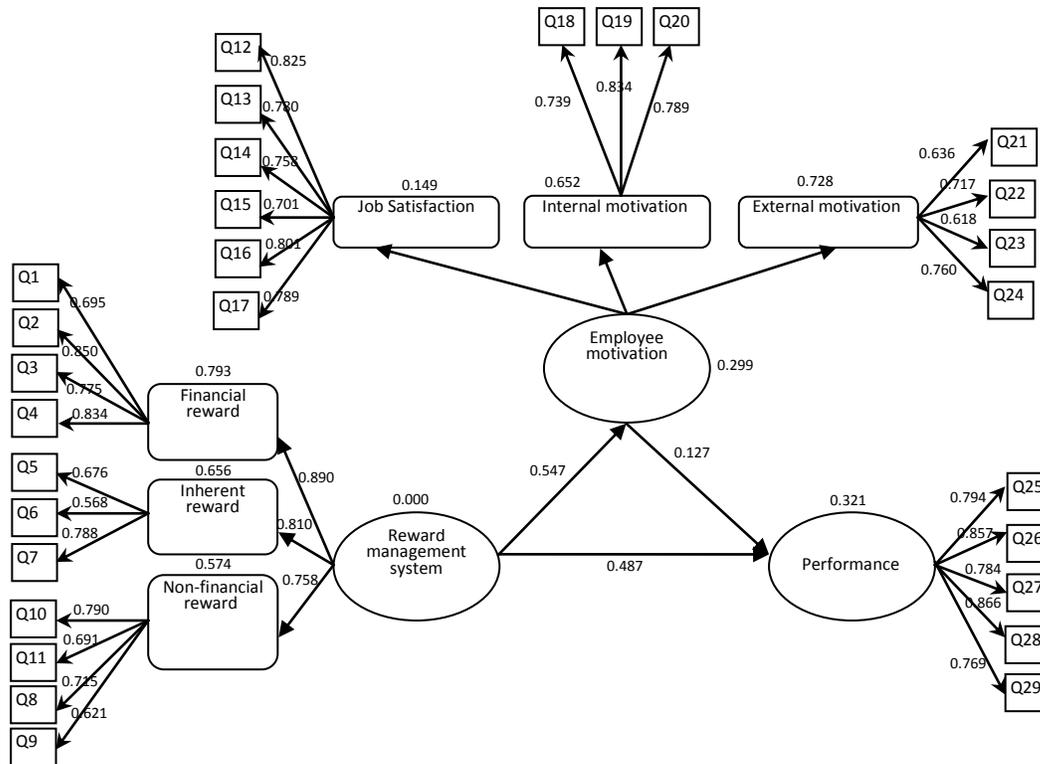 Q18
Q19
Q20
Q12
0.825
Q13
0.780
Q14
0.758
Q15
0.701
Q16
0.801
Q17
0.789
0.739
0.834
0.789
Q21
0.636
Q22
0.717
Q23
0.618
Q24
0.760
0.149
Job Satisfaction
0.652
Internal motivation
0.728
External motivation
Employee
motivation
0.299
Q1
0.695
Q2
0.850
Q3
0.775
Q4
0.834
Q5
0.676
Q6
0.568
Q7
0.788
Q10
0.790
Q11
0.691
Q8
0.715
Q9
0.621
0.793
Financial
reward
0.656
Inherent
reward
0.574
Non-financial
reward
0.890
0.810
0.758
0.000
Reward
management
system
0.547
0.127
0.487
0.321
Performance
Q25
0.794
Q26
0.857
Q27
0.784
Q28
0.866
Q29
0.769